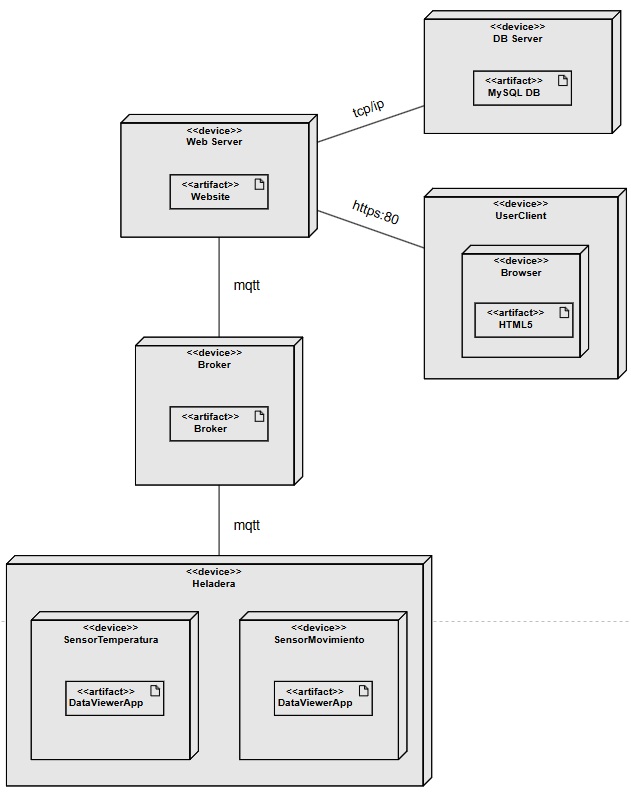 <<device>>
DB Server
<<artifact>>
MySQL DB
tcp/ip
<<device>>
Web Server
<<artifact>>
Website
https:80
<<device>>
UserClient
<<device>>
Browser
<<artifact>>
HTML5
mqtt
<<device>>
Broker
<<artifact>>
Broker
mqtt
<<device>>
Heladera
<<device>>
SensorTemperatura
<<artifact>>
DataViewerApp
<<device>>
SensorMovimiento
<<artifact>>
DataViewerApp